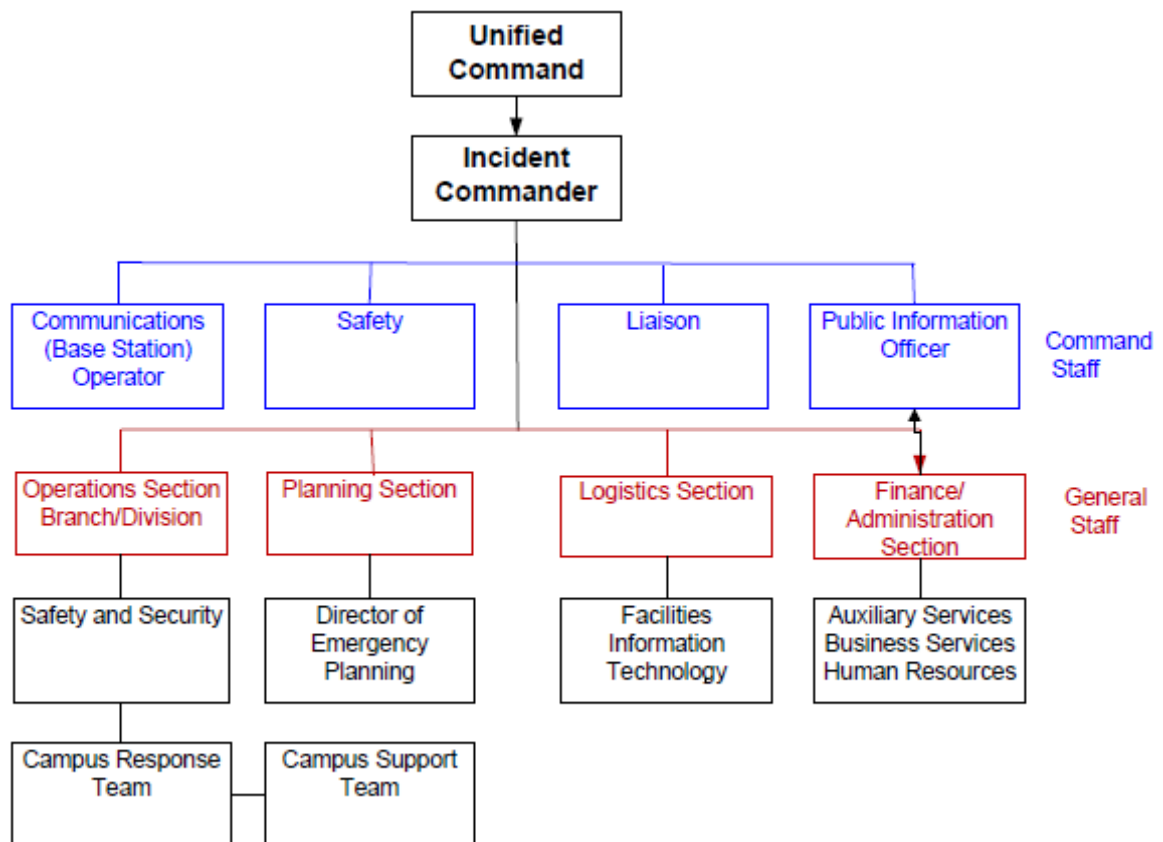 Unified
Command
Incident
Commander
Communications
(Base Station)
Operator
Safety
Liaison
Public Information
Officer
Command
Staff
Operations Section
Branch/Division
Planning Section
Logistics Section
Finance/
Administration
Section
General
Staff
Safety and Security
Director of
Emergency
Planning
Facilities
Information
Technology
Auxiliary Services
Business Services
Human Resources
Campus Response
Team
Campus Support
Team